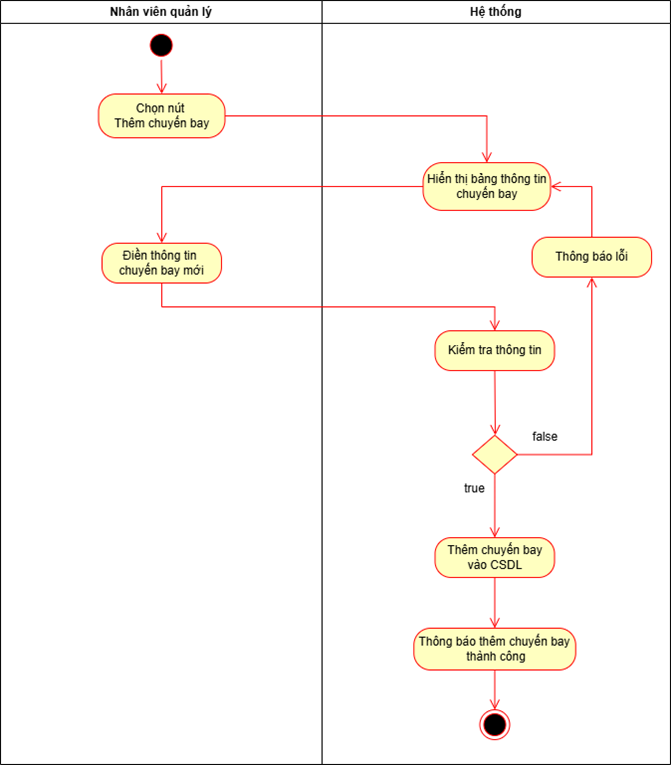 Nhân viên quản lý
Hệ thống
Chọn nút
Thêm chuyến bay
Hiển thị bảng thông tin
chuyến bay
Điền thông tin
chuyến bay mới
Thông báo lỗi
Kiểm tra thông tin
false
true
Thêm chuyến bay
vào CSDL
Thông báo thêm chuyến bay
thành công